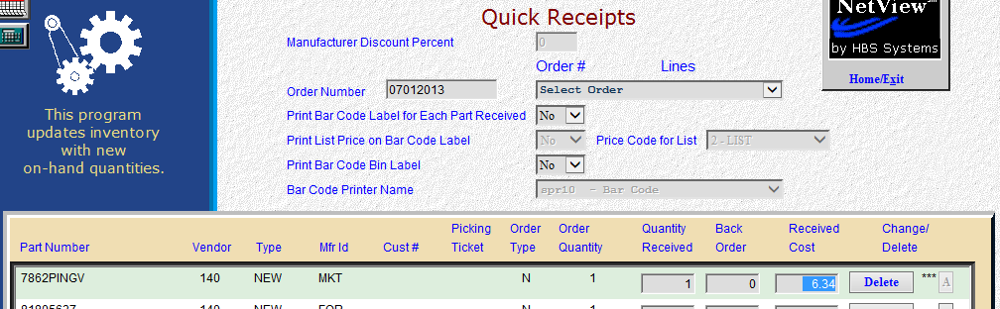 Quick Receipts
NetView SM
by HBS Systems
Home/Exit
This program
updates inventory
with new
on-hand quantities.
Manufacturer Discount Percent 0
Order # Lines
Order Number 07012013 Select Order
Print Bar Code Label for Each Part Received No
Print List Price on Bar Code Label No Price Code for List 2 - LIST
Print Bar Code Bin Label No
Bar Code Printer Name spr10 - Bar Code
Picking Order Order Quantity Back Received Change/
Part Number Vendor Type Mfr Id Cust # Ticket Type Quantity Received Order Cost Delete
7862PINGV 140 NEW MKT N 1 1 0 6.34 Delete *** A